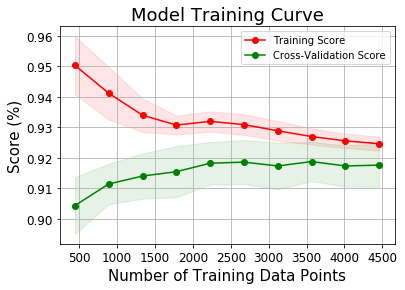 Model Training Curve
Training Score
Cross-Validation Score
Score (%)
0.96
0.95
0.94
0.93
0.92
0.91
0.90
500 1000 1500 2000 2500 3000 3500 4000 4500
Number of Training Data Points